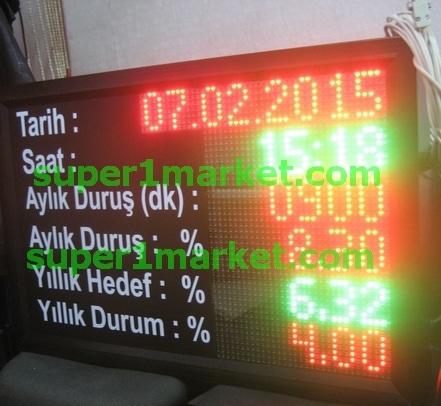 Tarih : 07.02.2015
Saat : 15:18
super1market.com
Aylık Duruş (dk) : 0300
Aylık Duruş : %
super1market.com
Yıllık Hedef : % 6.32
Yıllık Durum : % 4.00